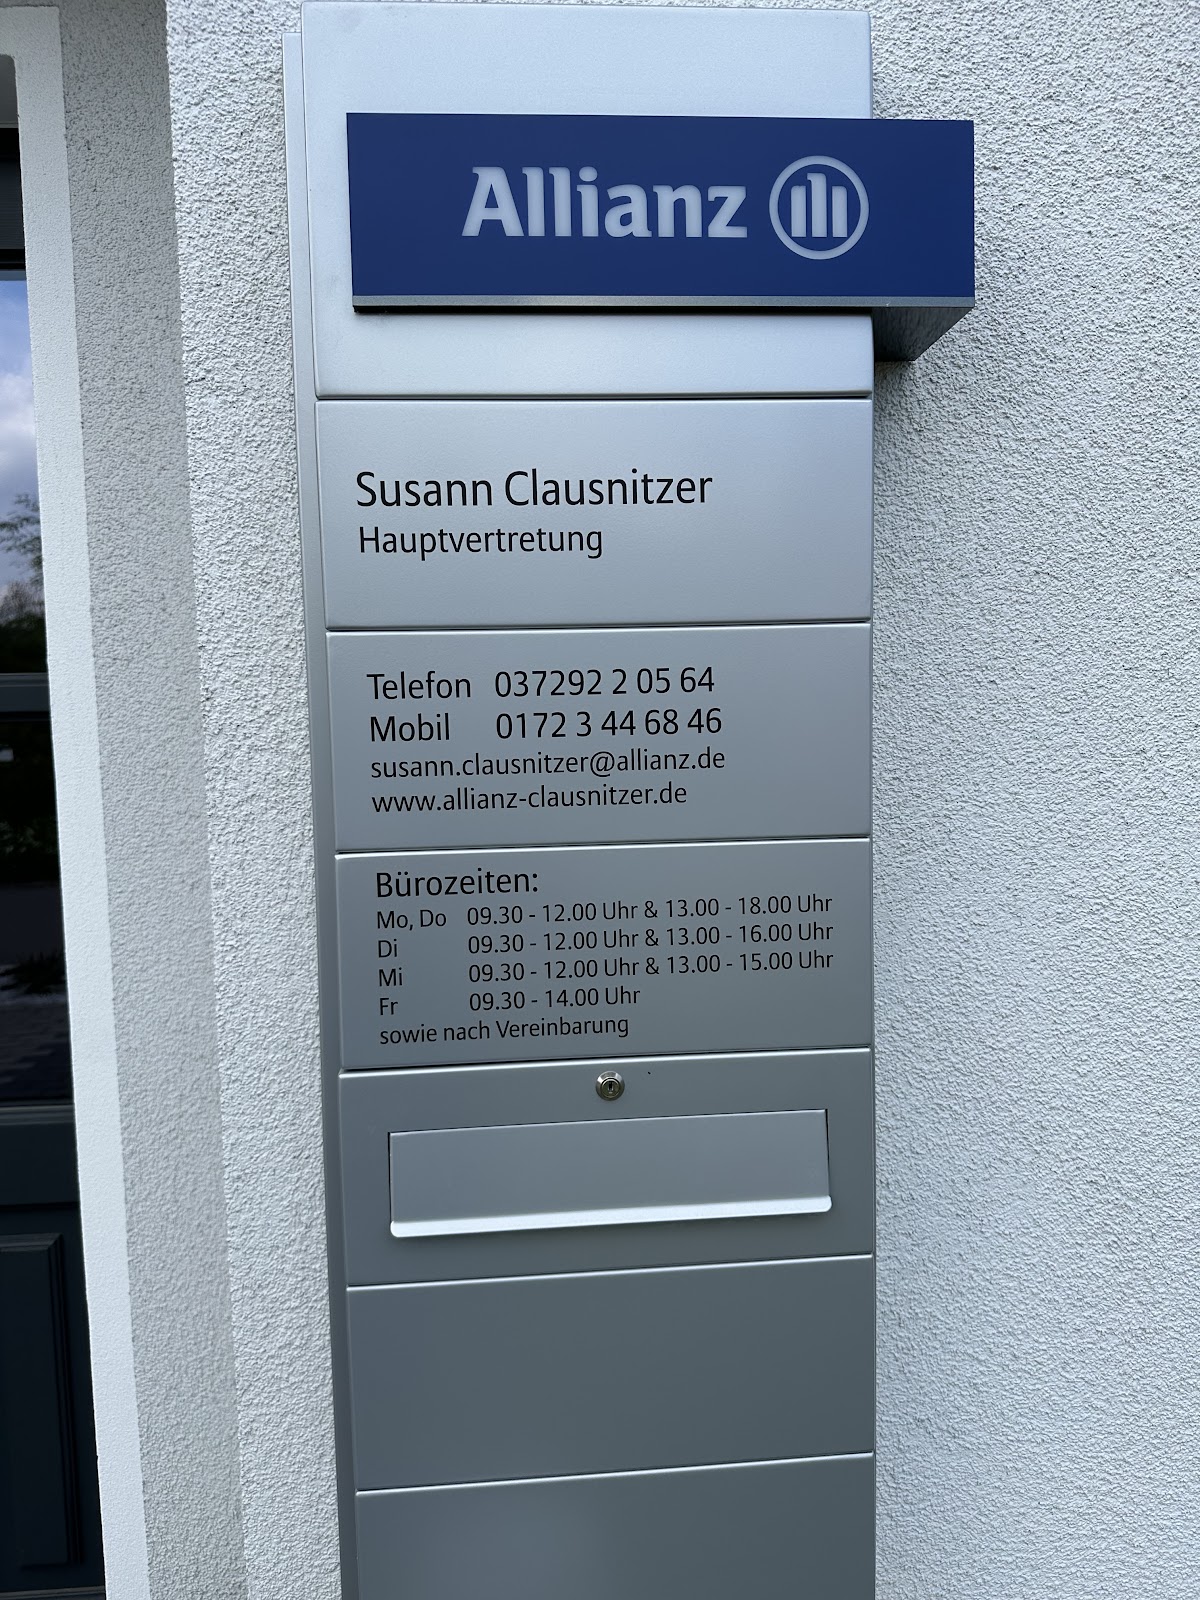 Allianz
Susann Clausnitzer
Hauptvertretung
Telefon 037292 2 05 64
Mobil 0172 3 44 68 46
susann.clausnitzer@allianz.de
www.allianz-clausnitzer.de
Bürozeiten:
Mo, Do 09.30 - 12.00 Uhr & 13.00 - 18.00 Uhr
Di 09.30 - 12.00 Uhr & 13.00 - 16.00 Uhr
Mi 09.30 - 12.00 Uhr & 13.00 - 15.00 Uhr
Fr 09.30 - 14.00 Uhr
sowie nach Vereinbarung